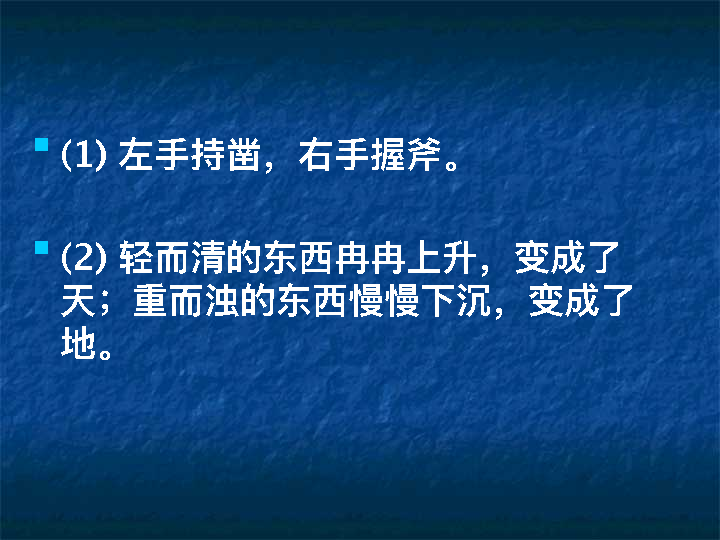 (1) 左手持凿，右手握斧。
(2) 轻而清的东西冉冉上升，变成了
天；重而浊的东西慢慢下沉，变成了
地。